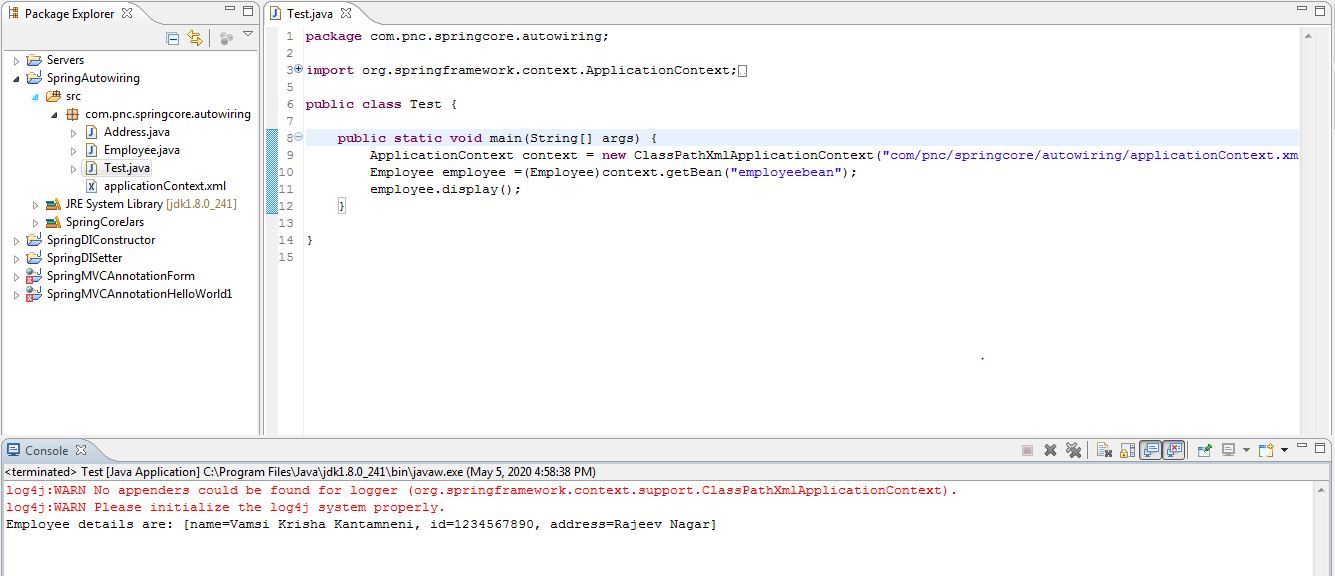 Package Explorer
Servers
SpringAutowiring
src
com.pnc.springcore.autowiring
Address.java
Employee.java
Test.java
applicationContext.xml
JRE System Library [jdk1.8.0_241]
SpringCoreJars
SpringDIConstructor
SpringDISetter
SpringMVCAnnotationForm
SpringMVCAnnotationHelloWorld1
Test.java
1 package com.pnc.springcore.autowiring;
2
3 import org.springframework.context.ApplicationContext;
5
6 public class Test {
7
8 public static void main(String[] args) {
9 ApplicationContext context = new ClassPathXmlApplicationContext("com/pnc/springcore/autowiring/applicationContext.xm
10 Employee employee =(Employee)context.getBean("employeebean");
11 employee.display();
12 }
13
14 }
15
Console
<terminated> Test [Java Application] C:\Program Files\Java\jdk1.8.0_241\bin\javaw.exe (May 5, 2020 4:58:38 PM)
log4j:WARN No appenders could be found for logger (org.springframework.context.support.ClassPathXmlApplicationContext).
log4j:WARN Please initialize the log4j system properly.
Employee details are: [name=Vamsi Krisha Kantamneni, id=1234567890, address=Rajeev Nagar]